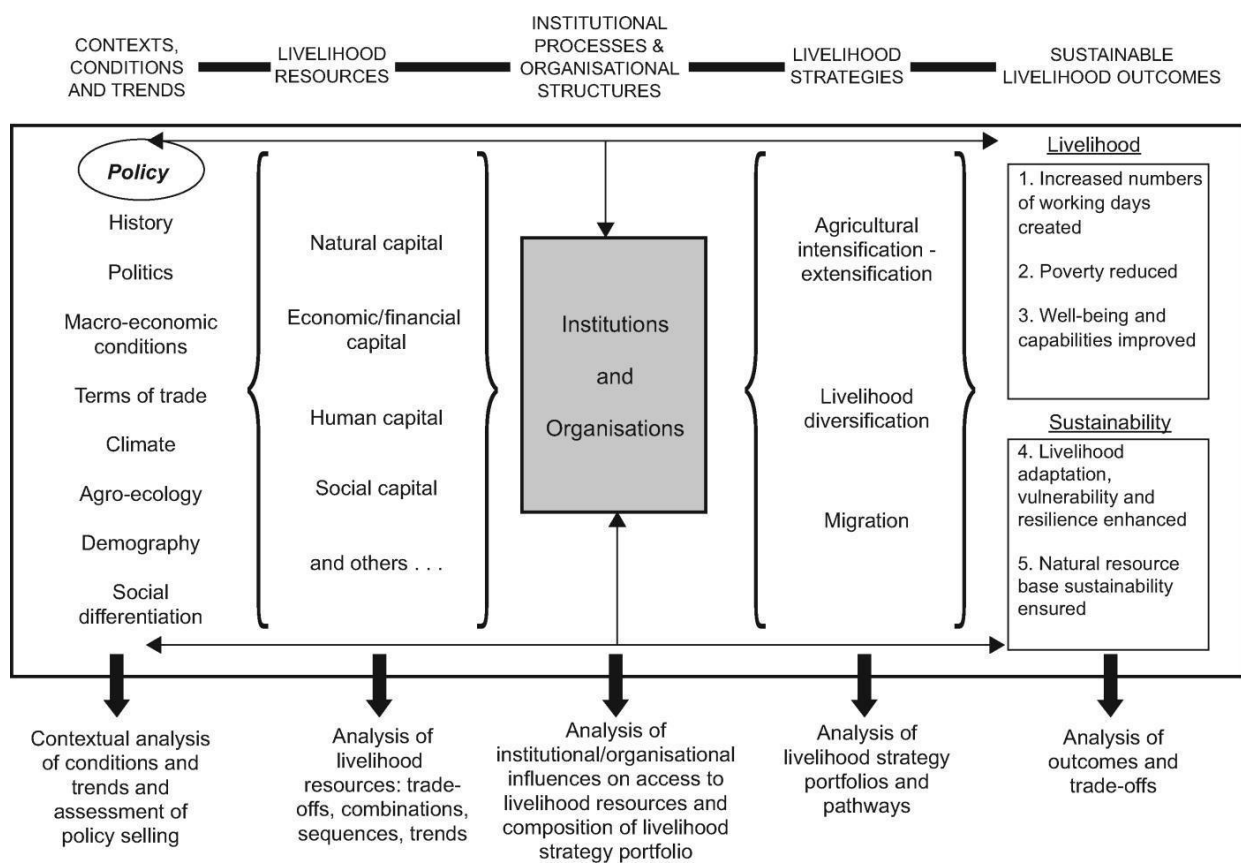 CONTEXTS,
CONDITIONS
AND TRENDS
LIVELIHOOD
RESOURCES
INSTITUTIONAL
PROCESSES &
ORGANISATIONAL
STRUCTURES
LIVELIHOOD
STRATEGIES
SUSTAINABLE
LIVELIHOOD OUTCOMES
Policy
History
Politics
Macro-economic
conditions
Terms of trade
Climate
Agro-ecology
Demography
Social
differentiation
Natural capital
Economic/financial
capital
Human capital
Social capital
and others . . .
Institutions
and
Organisations
Agricultural
intensification -
extensification
Livelihood
diversification
Migration
Livelihood
1. Increased numbers
of working days
created
2. Poverty reduced
3. Well-being and
capabilities improved
Sustainability
4. Livelihood
adaptation,
vulnerability and
resilience enhanced
5. Natural resource
base sustainability
ensured
Contextual analysis
of conditions and
trends and
assessment of
policy selling
Analysis of
livelihood
resources: trade-
offs, combinations,
sequences, trends
Analysis of
institutional/organisational
influences on access to
livelihood resources and
composition of livelihood
strategy portfolio
Analysis of
livelihood strategy
portfolios and
pathways
Analysis of
outcomes and
trade-offs